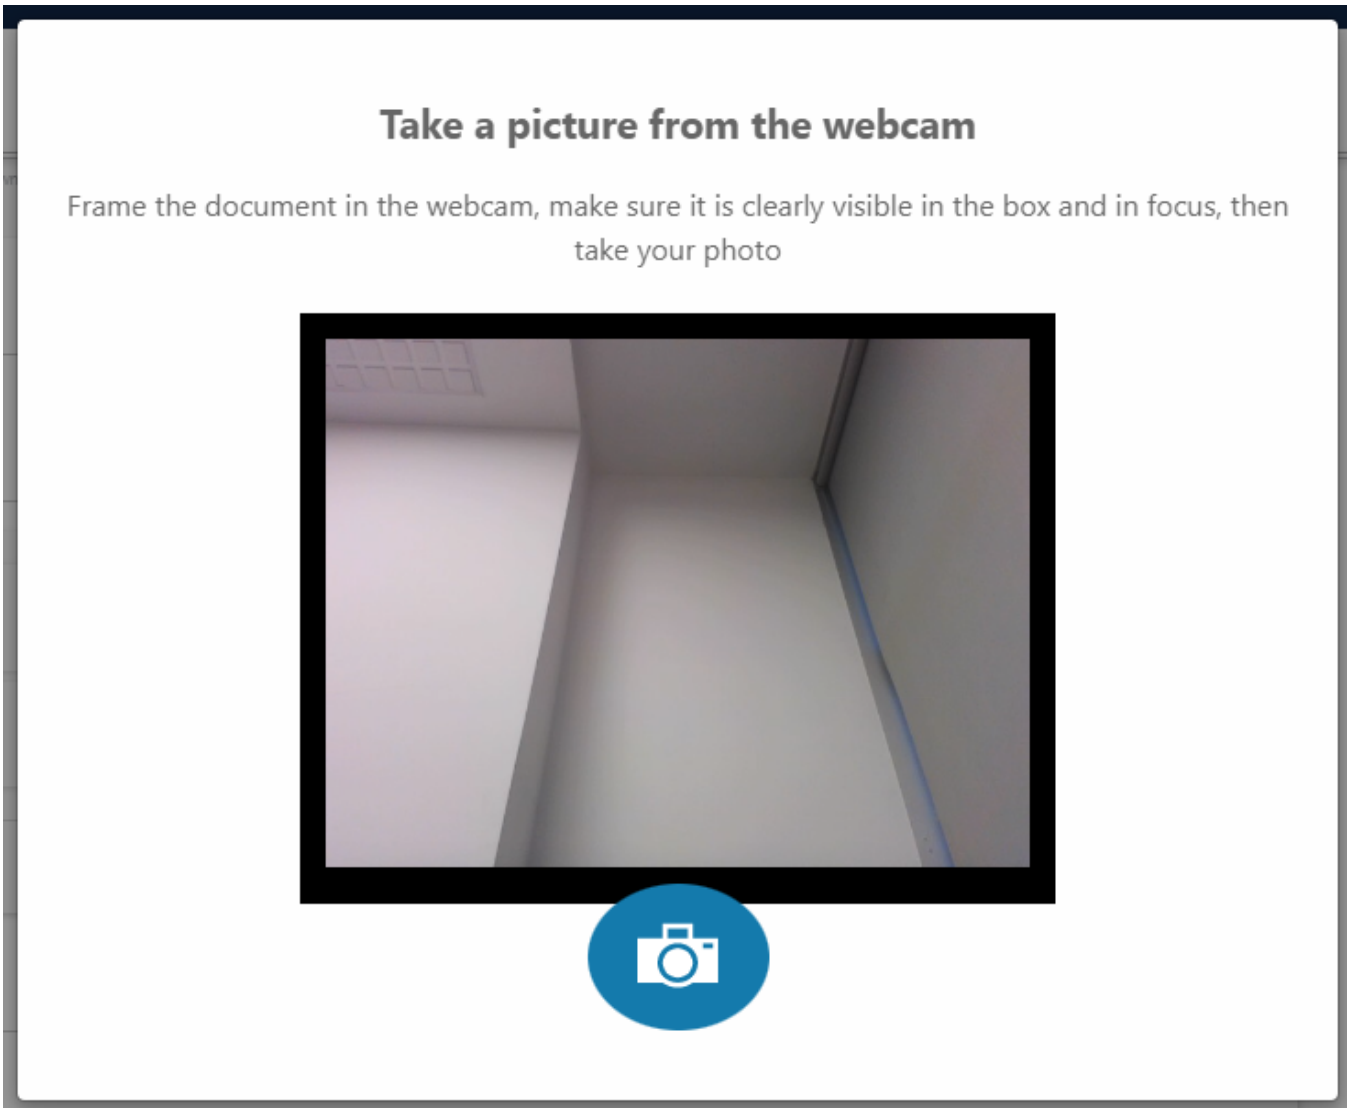 Take a picture from the webcam
Frame the document in the webcam, make sure it is clearly visible in the box and in focus, then
take your photo